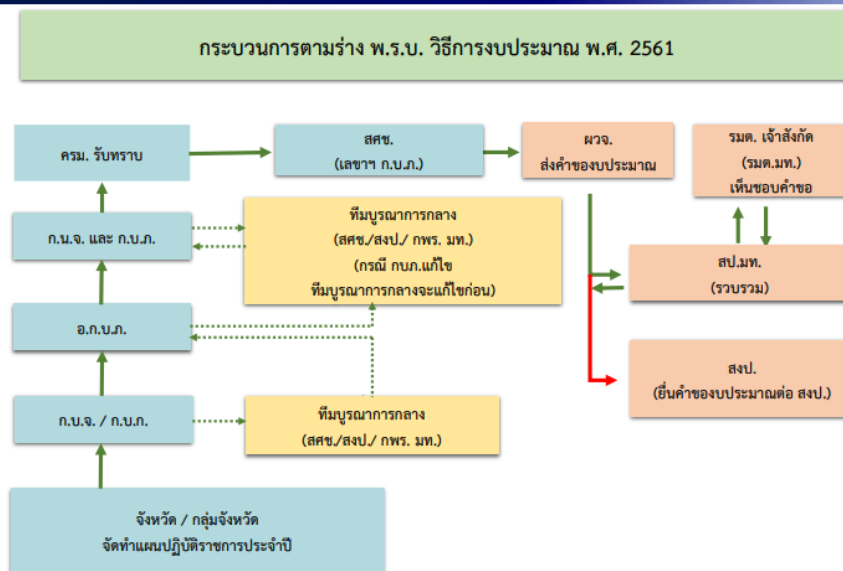 กระบวนการตามร่าง พ.ร.บ. วิธีการงบประมาณ พ.ศ. 2561
ครม. รับทราบ
สศช.
(เลขาฯ ก.บ.ภ.)
ผวจ.
ส่งคำของบประมาณ
รมต. เจ้าสังกัด
(รมต.มท.)
เห็นชอบคำขอ
ก.น.จ. และ ก.บ.ภ.
ทีมบูรณาการกลาง
(สศช./สงป./ กพร. มท.)
(กรณี กบภ.แก้ไข
ทีมบูรณาการกลางจะแก้ไขก่อน)
สป.มท.
(รวบรวม)
อ.ก.บ.ภ.
สงป.
(ยื่นคำของบประมาณต่อ สงป.)
ก.บ.จ. / ก.บ.ก.
ทีมบูรณาการกลาง
(สศช./สงป./ กพร. มท.)
จังหวัด / กลุ่มจังหวัด
จัดทำแผนปฏิบัติราชการประจำปี